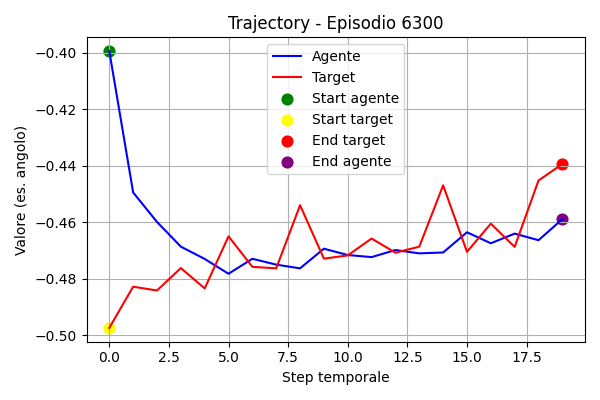 Trajectory - Episodio 6300
Agente
Target
Start agente
Start target
End target
End agente
Valore (es. angolo)
−0.40
−0.42
−0.44
−0.46
−0.48
−0.50
0.0 2.5 5.0 7.5 10.0 12.5 15.0 17.5
Step temporale